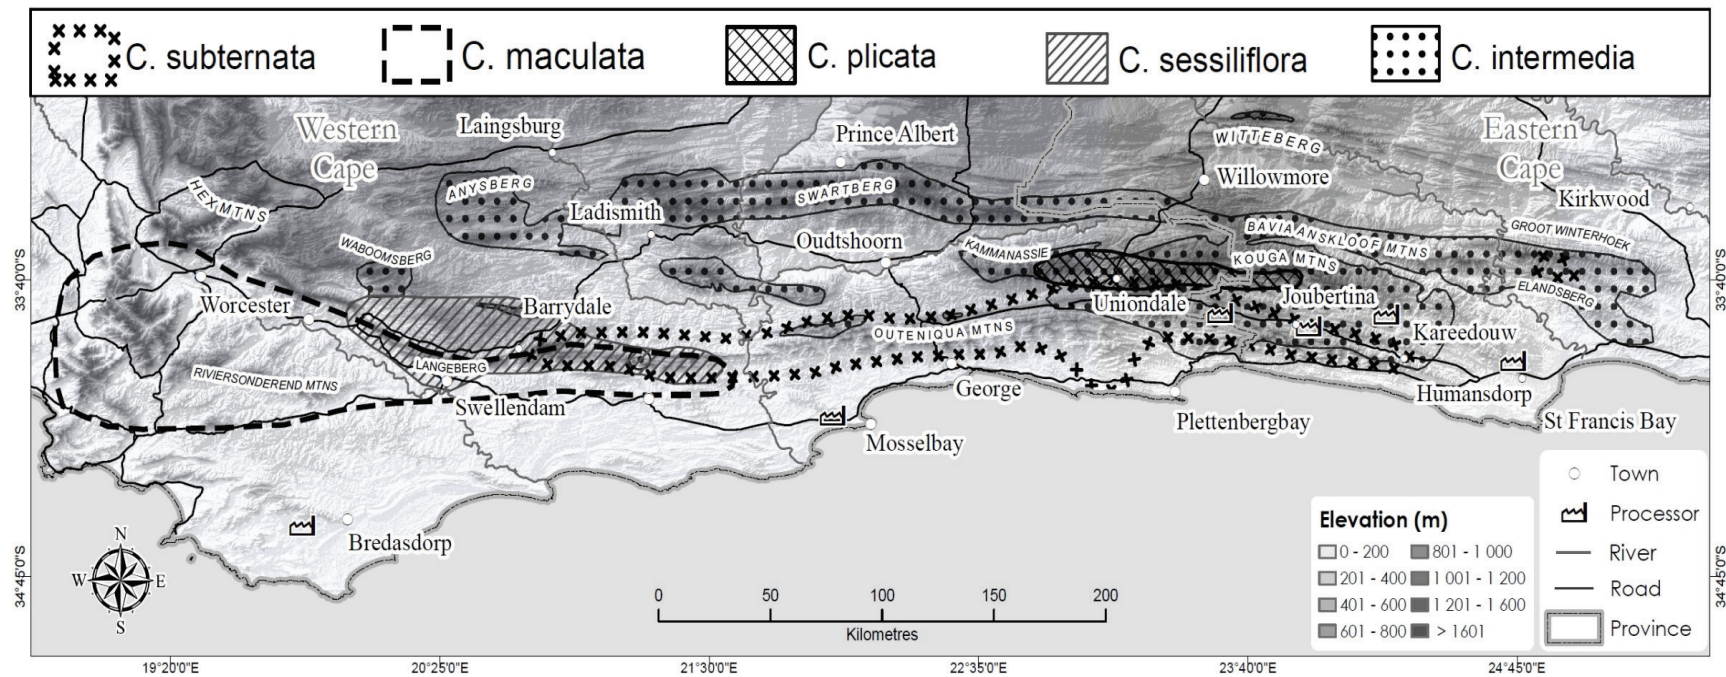 C. subternata
C. maculata
C. plicata
C. sessiliflora
C. intermedia
Western
Cape
Laingsburg
Prince Albert
WITTEBERG
Eastern
Cape
Willowmore
Kirkwood
HEX MTNS
ANYSBERG
SWARTBERG
Ladismith
WABOOMSBERG
Oudtshoorn
KAMMANASSIE
BAVIAANSKLOOF MTNS
GROOT WINTERHOEK
KOUGA MTNS
33°40'0"S
33°40'0"S
Worcester
Barrydale
Uniondale
Joubertina
ELANDSBERG
OUTENIQUA MTNS
Kareedouw
LANGEBERG
RIVIERSONDEREND MTNS
George
Swellendam
Humansdorp
Plettenbergbay
St Francis Bay
Mosselbay
Bredasdorp
N
W E
S
34°45'0"S
34°45'0"S
0 50 100 150 200
Kilometres
Elevation (m)
0 - 200
201 - 400
401 - 600
601 - 800
801 - 1 000
1 001 - 1 200
1 201 - 1 600
> 1601
Town
Processor
River
Road
Province
19°20'0"E
20°25'0"E
21°30'0"E
22°35'0"E
23°40'0"E
24°45'0"E